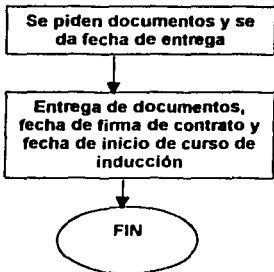 Se piden documentos y se
da fecha de entrega
Entrega de documentos,
fecha de firma de contrato y
fecha de inicio de curso de
inducción
FIN